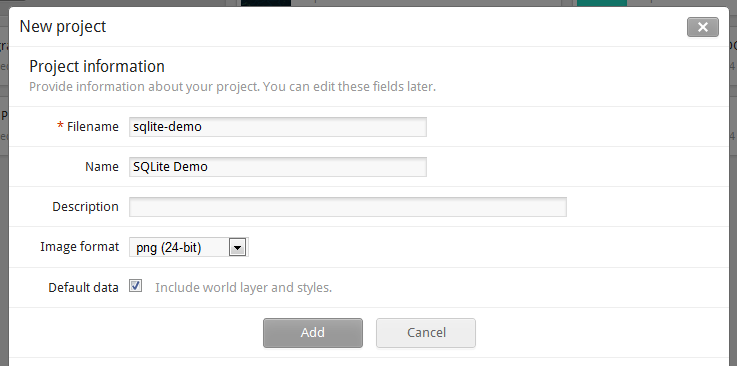 New project
Project information
Provide information about your project. You can edit these fields later.
* Filename sqlite-demo
Name SQLite Demo
Description
Image format png (24-bit)
Default data Include world layer and styles.
Add Cancel